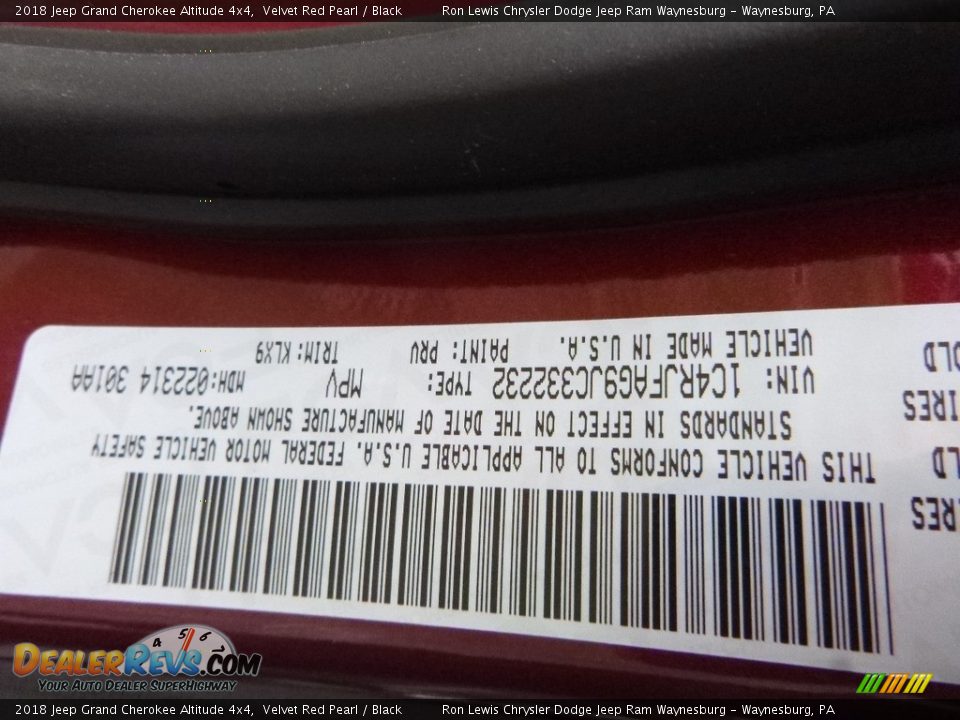 2018 Jeep Grand Cherokee Altitude 4x4, Velvet Red Pearl / Black Ron Lewis Chrysler Dodge Jeep Ram Waynesburg - Waynesburg, PA
THIS VEHICLE CONFORMS TO ALL APPLICABLE U.S.A. FEDERAL MOTOR VEHICLE SAFETY
STANDARDS IN EFFECT ON THE DATE OF MANUFACTURE SHOWN ABOVE.
VIN: 1C4RJFAG9JC332232 TYPE: MPV MDH:022314 301AA
VEHICLE MADE IN U.S.A. PAINT: PRV TRIM:KLX9
DEALERREVS.COM
YOUR AUTO DEALER SUPERHIGHWAY
4 5 6
2018 Jeep Grand Cherokee Altitude 4x4, Velvet Red Pearl / Black Ron Lewis Chrysler Dodge Jeep Ram Waynesburg - Waynesburg, PA